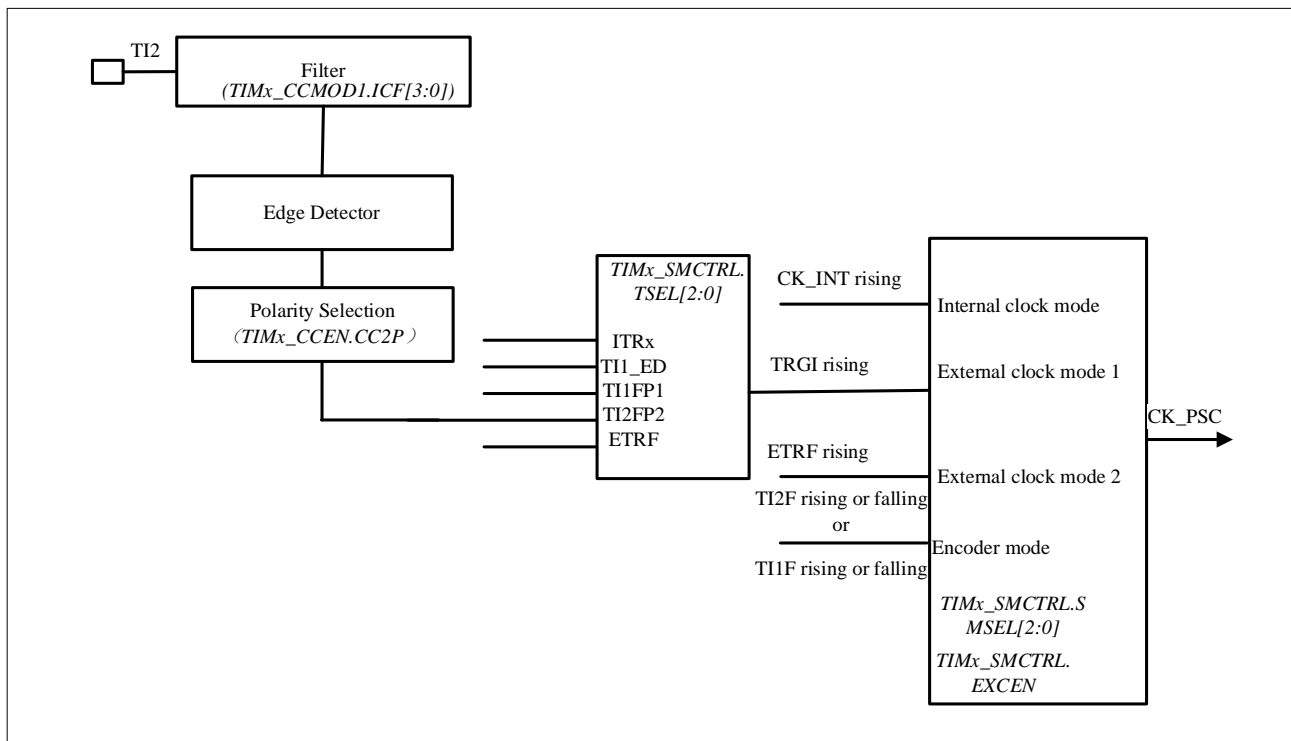 TI2
Filter
(TIMx_CCMOD1.ICF[3:0])
Edge Detector
Polarity Selection
（TIMx_CCEN.CC2P）
TIMx_SMCTRL.
TSEL[2:0]
ITRx
TI1_ED
TI1FP1
TI2FP2
ETRF
CK_INT rising
TRGI rising
ETRF rising
TI2F rising or falling
or
TI1F rising or falling
Internal clock mode
External clock mode 1
External clock mode 2
Encoder mode
TIMx_SMCTRL.S
MSEL[2:0]
TIMx_SMCTRL.
EXCEN
CK_PSC